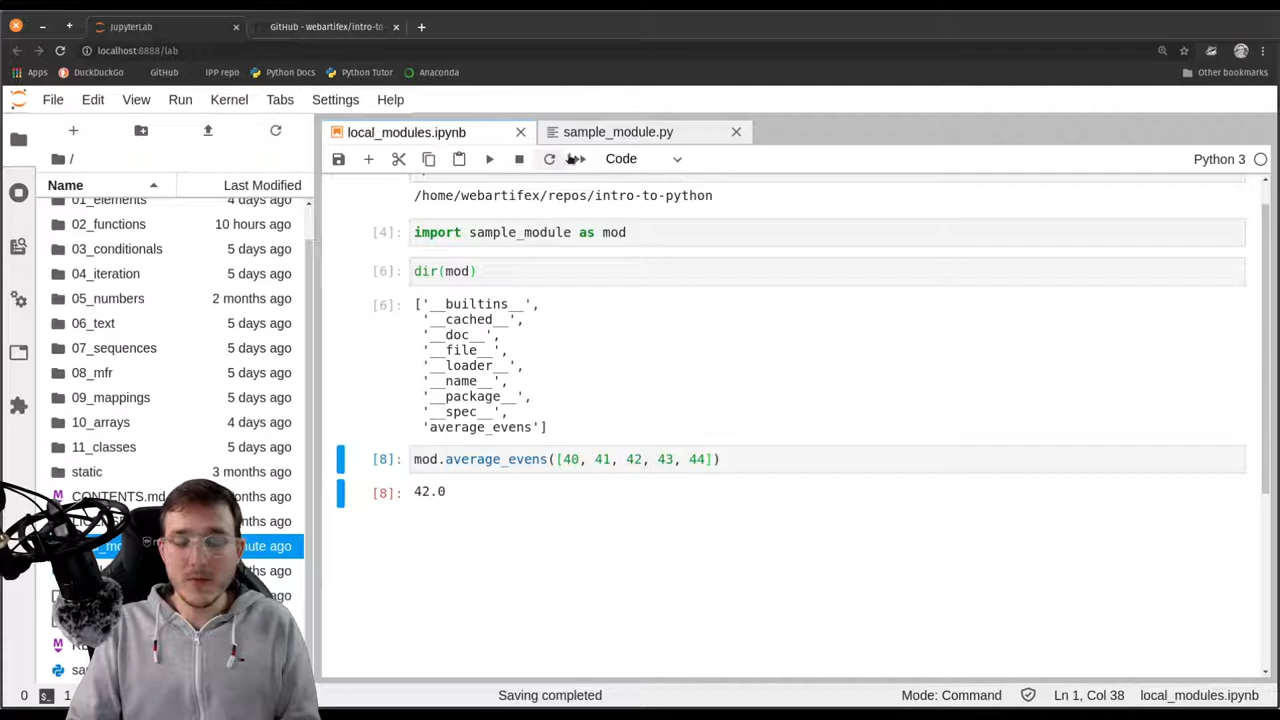 JupyterLab
GitHub - webartifex/intro-to-
localhost:8888/lab
Apps
DuckDuckGo
GitHub
IPP repo
Python Docs
Python Tutor
Anaconda
Other bookmarks
File Edit View Run Kernel Tabs Settings Help
/
Name
Last Modified
01_elements 4 days ago
02_functions 10 hours ago
03_conditionals 5 days ago
04_iteration 5 days ago
05_numbers 2 months ago
06_text 5 days ago
07_sequences 5 days ago
08_mfr 5 days ago
09_mappings 5 days ago
10_arrays 4 days ago
11_classes 5 days ago
static 3 months ago
CONTENTS.md
local_modules.ipynb
sample_module.py
Code
Python 3
/home/webartifex/repos/intro-to-python
[4]: import sample_module as mod
[6]: dir(mod)
[6]: ['__builtins__',
'__cached__',
'__doc__',
'__file__',
'__loader__',
'__name__',
'__package__',
'__spec__',
'average_evens']
[8]: mod.average_evens([40, 41, 42, 43, 44])
[8]: 42.0
0
Saving completed
Mode: Command
Ln 1, Col 38
local_modules.ipynb